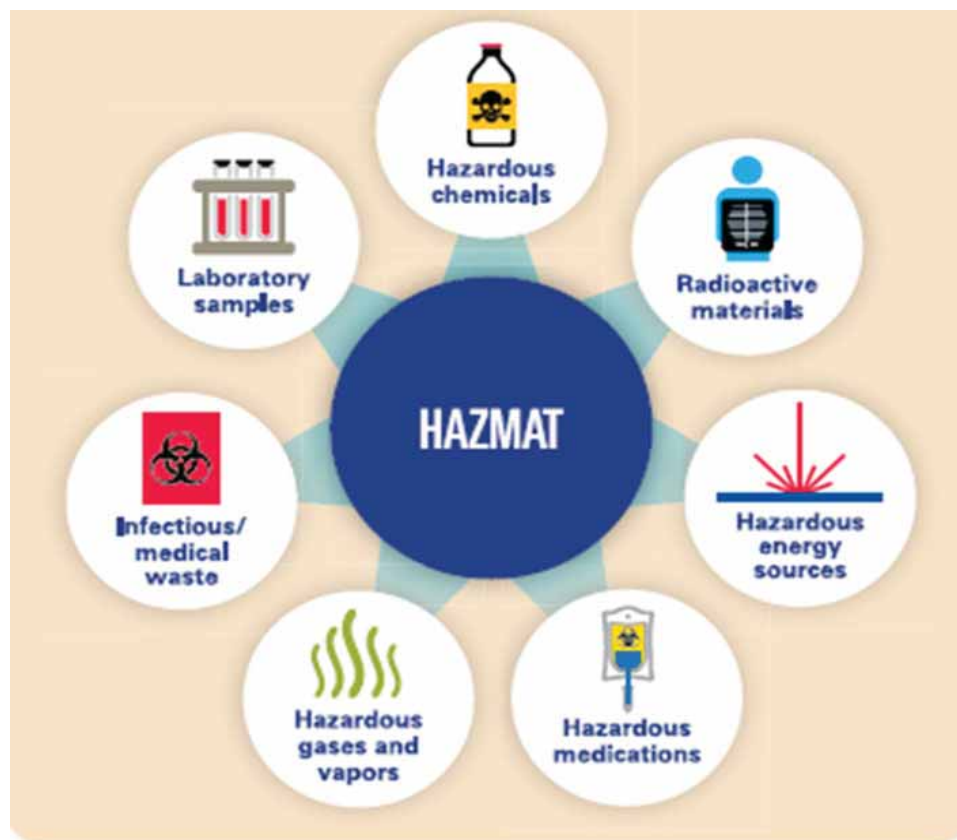 Hazardous
chemicals
Radioactive
materials
Hazardous
energy
sources
Hazardous
medications
Hazardous
gases and
vapors
Infectious/
medical
waste
Laboratory
samples
HAZMAT